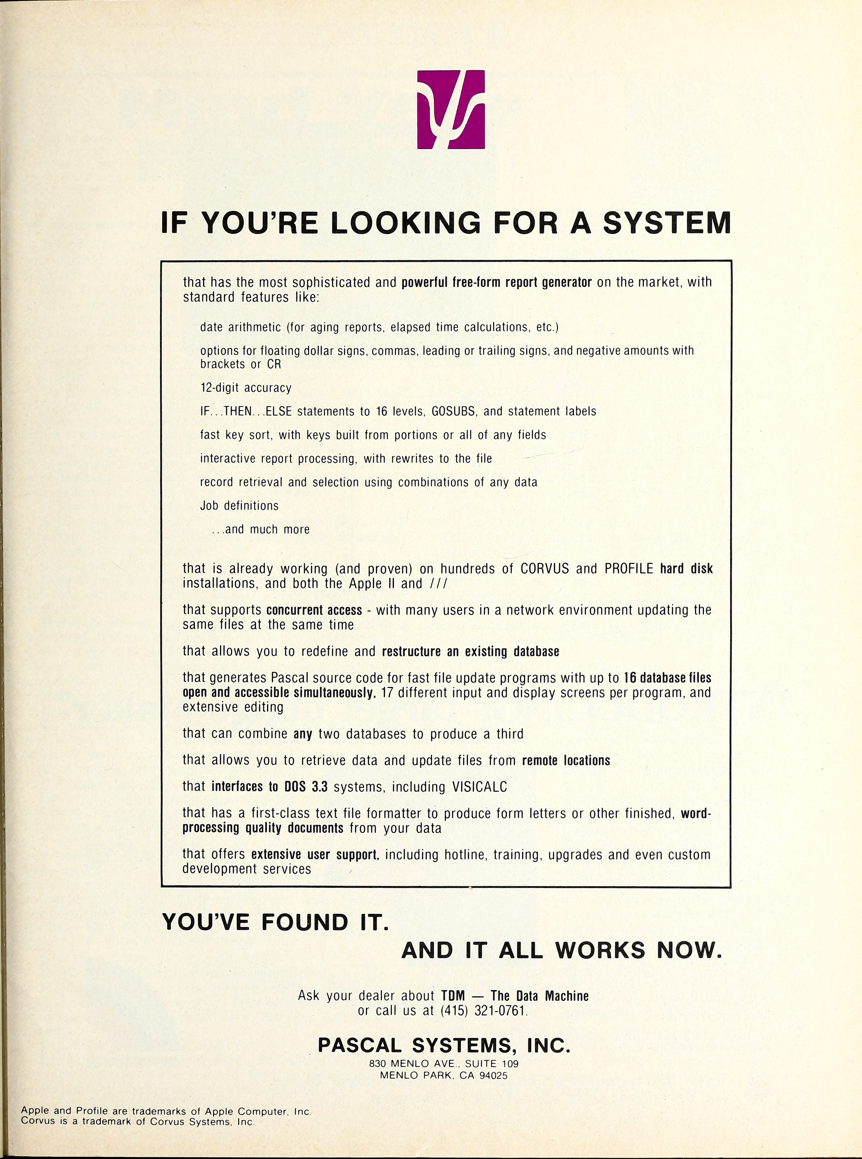 IF YOU'RE LOOKING FOR A SYSTEM
that has the most sophisticated and powerful free-form report generator on the market, with
standard features like:
date arithmetic (for aging reports, elapsed time calculations, etc.)
options for floating dollar signs, commas, leading or trailing signs, and negative amounts with
brackets or CR
12-digit accuracy
IF...THEN...ELSE statements to 16 levels, GOSUBS, and statement labels
fast key sort, with keys built from portions or all of any fields
interactive report processing, with rewrites to the file
record retrieval and selection using combinations of any data
Job definitions
...and much more
that is already working (and proven) on hundreds of CORVUS and PROFILE hard disk
installations, and both the Apple II and ///
that supports concurrent access - with many users in a network environment updating the
same files at the same time
that allows you to redefine and restructure an existing database
that generates Pascal source code for fast file update programs with up to 16 database files
open and accessible simultaneously, 17 different input and display screens per program, and
extensive editing
that can combine any two databases to produce a third
that allows you to retrieve data and update files from remote locations
that interfaces to DOS 3.3 systems, including VISICALC
that has a first-class text file formatter to produce form letters or other finished, word-
processing quality documents from your data
that offers extensive user support, including hotline, training, upgrades and even custom
development services
YOU'VE FOUND IT.
AND IT ALL WORKS NOW.
Ask your dealer about TDM — The Data Machine
or call us at (415) 321-0761.
PASCAL SYSTEMS, INC.
830 MENLO AVE., SUITE 109
MENLO PARK, CA 94025
Apple and Profile are trademarks of Apple Computer, Inc.
Corvus is a trademark of Corvus Systems, Inc.